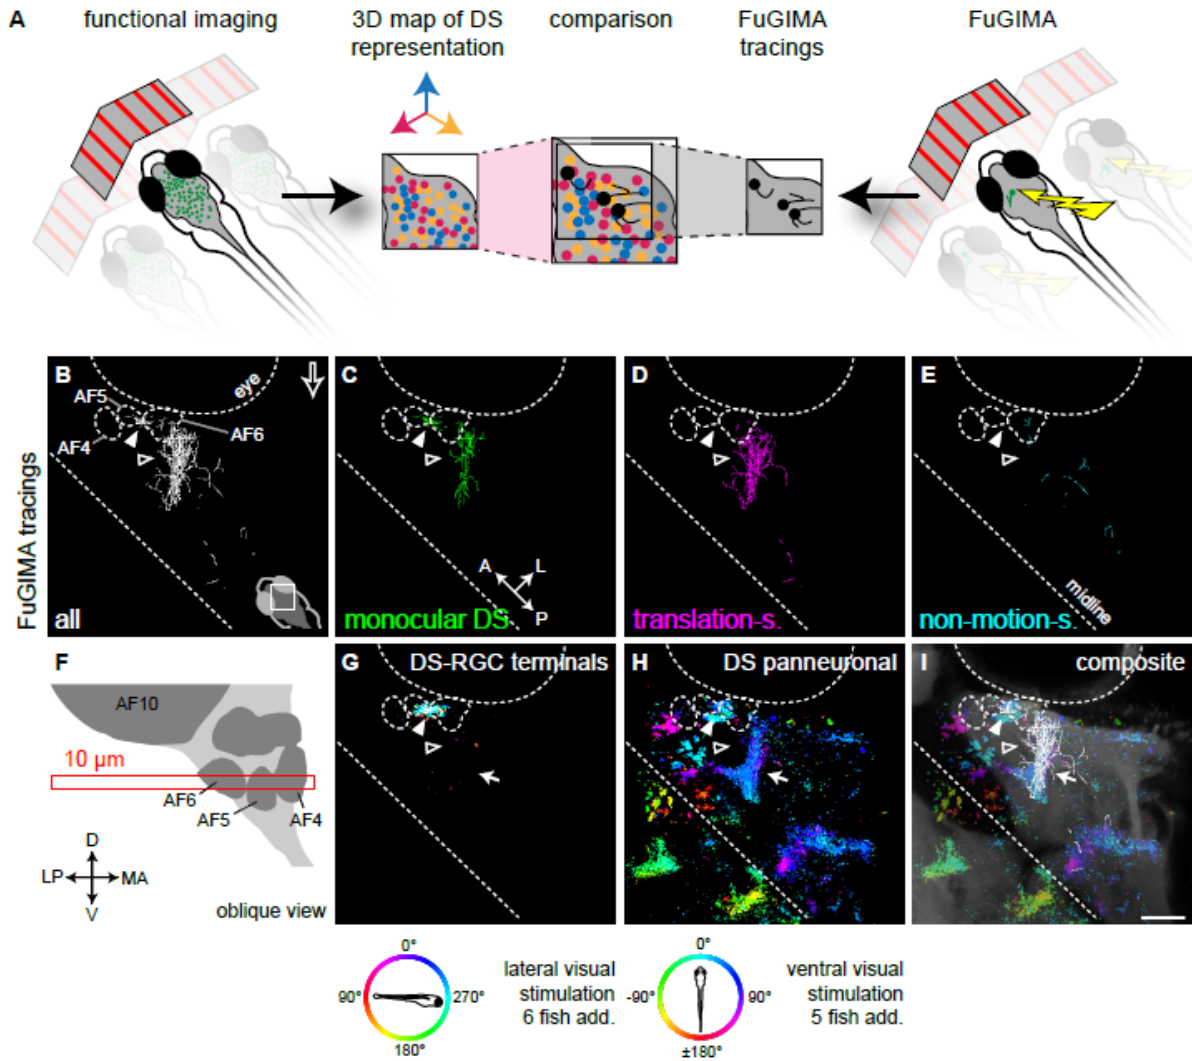 A
functional imaging
3D map of DS
representation
comparison
FuGIMA
tracings
FuGIMA
FuGIMA tracings
B
eye
AF5
AF4
AF6
all
C
A
L
P
monocular DS
D
translation-s.
E
midline
non-motion-s.
F
AF10
10 µm
AF6
AF5
AF4
D
LP
MA
V
oblique view
G
DS-RGC terminals
H
DS panneuronal
I
composite
0°
90°
270°
180°
lateral visual
stimulation
6 fish add.
0°
-90°
90°
±180°
ventral visual
stimulation
5 fish add.